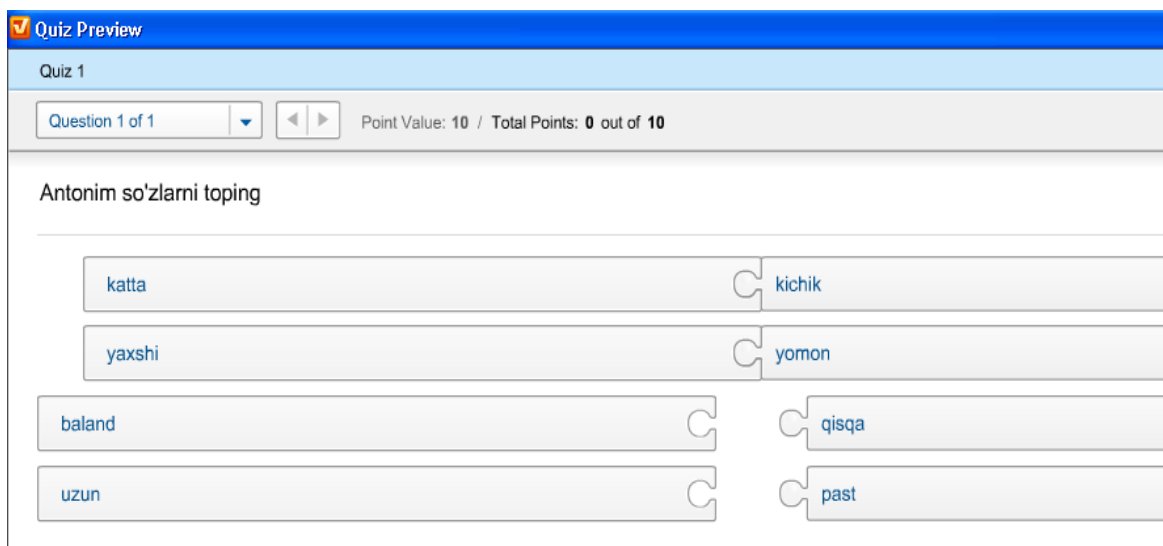 Quiz Preview
Quiz 1
Question 1 of 1 Point Value: 10 / Total Points: 0 out of 10
Antonim so'zlarni toping
katta kichik
yaxshi yomon
baland qisqa
uzun past